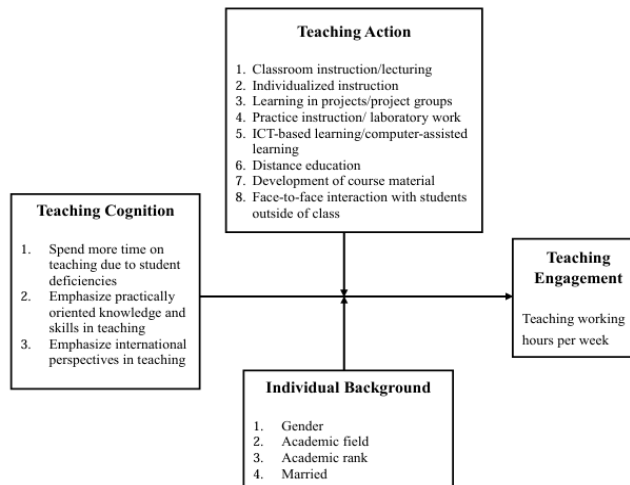 Teaching Action
1. Classroom instruction/lecturing
2. Individualized instruction
3. Learning in projects/project groups
4. Practice instruction/ laboratory work
5. ICT-based learning/computer-assisted
learning
6. Distance education
7. Development of course material
8. Face-to-face interaction with students
outside of class
Teaching Cognition
1. Spend more time on
teaching due to student
deficiencies
2. Emphasize practically
oriented knowledge and
skills in teaching
3. Emphasize international
perspectives in teaching
Teaching
Engagement
Teaching working
hours per week
Individual Background
1. Gender
2. Academic field
3. Academic rank
4. Married